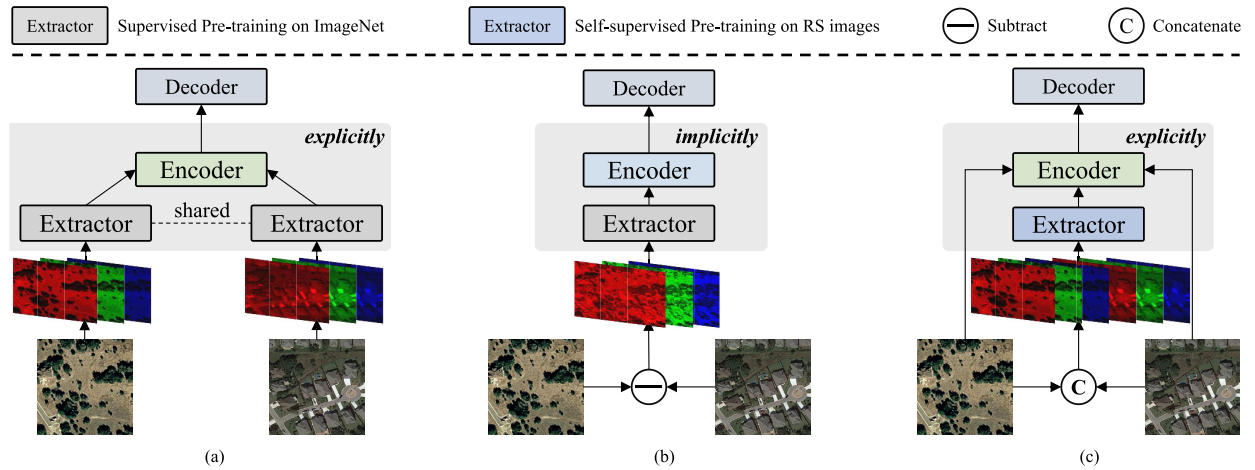 Extractor Supervised Pre-training on ImageNet Extractor Self-supervised Pre-training on RS images Subtract C Concatenate
Decoder Decoder Decoder
explicitly implicitly explicitly
Encoder Encoder Encoder
shared
Extractor Extractor Extractor Extractor
C
(a) (b) (c)